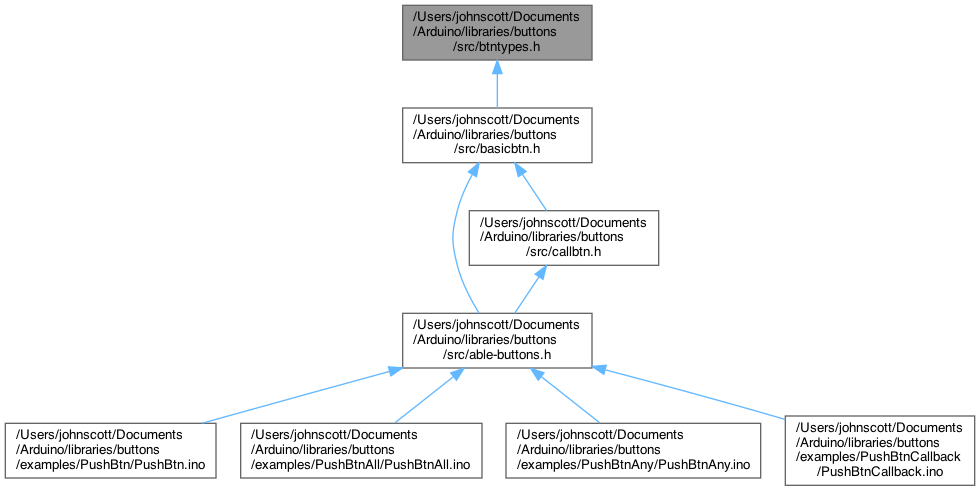 /Users/johnscott/Documents
/Arduino/libraries/buttons
/src/btntypes.h
/Users/johnscott/Documents
/Arduino/libraries/buttons
/src/basicbtn.h
/Users/johnscott/Documents
/Arduino/libraries/buttons
/src/callbtn.h
/Users/johnscott/Documents
/Arduino/libraries/buttons
/src/able-buttons.h
/Users/johnscott/Documents
/Arduino/libraries/buttons
/examples/PushBtn/PushBtn.ino
/Users/johnscott/Documents
/Arduino/libraries/buttons
/examples/PushBtnAll/PushBtnAll.ino
/Users/johnscott/Documents
/Arduino/libraries/buttons
/examples/PushBtnAny/PushBtnAny.ino
/Users/johnscott/Documents
/Arduino/libraries/buttons
/examples/PushBtnCallback
/PushBtnCallback.ino